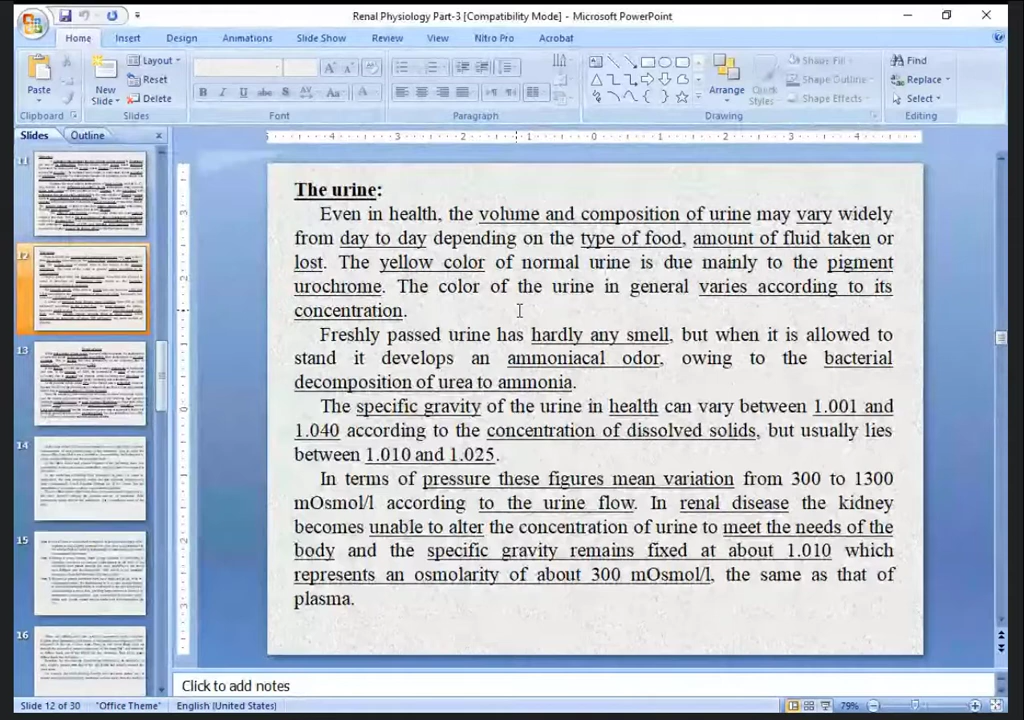 Renal Physiology Part-3 [Compatibility Mode] - Microsoft PowerPoint
Home Insert Design Animations Slide Show Review View Nitro Pro Acrobat
Paste
New Slide
Layout
Reset
Delete
B I U abc S AV Aa A
Arrange
Quick Styles
Shape Fill
Shape Outline
Shape Effects
Find
Replace
Select
Clipboard Slides Font Paragraph Drawing Editing
Slides Outline
11
12
13
14
15
16
The urine:
Even in health, the volume and composition of urine may vary widely
from day to day depending on the type of food, amount of fluid taken or
lost. The yellow color of normal urine is due mainly to the pigment
urochrome. The color of the urine in general varies according to its
concentration.
Freshly passed urine has hardly any smell, but when it is allowed to
stand it develops an ammoniacal odor, owing to the bacterial
decomposition of urea to ammonia.
The specific gravity of the urine in health can vary between 1.001 and
1.040 according to the concentration of dissolved solids, but usually lies
between 1.010 and 1.025.
In terms of pressure these figures mean variation from 300 to 1300
mOsmol/l according to the urine flow. In renal disease the kidney
becomes unable to alter the concentration of urine to meet the needs of the
body and the specific gravity remains fixed at about 1.010 which
represents an osmolarity of about 300 mOsmol/l, the same as that of
plasma.
Click to add notes
Slide 12 of 30 "Office Theme" English (United States) 79%